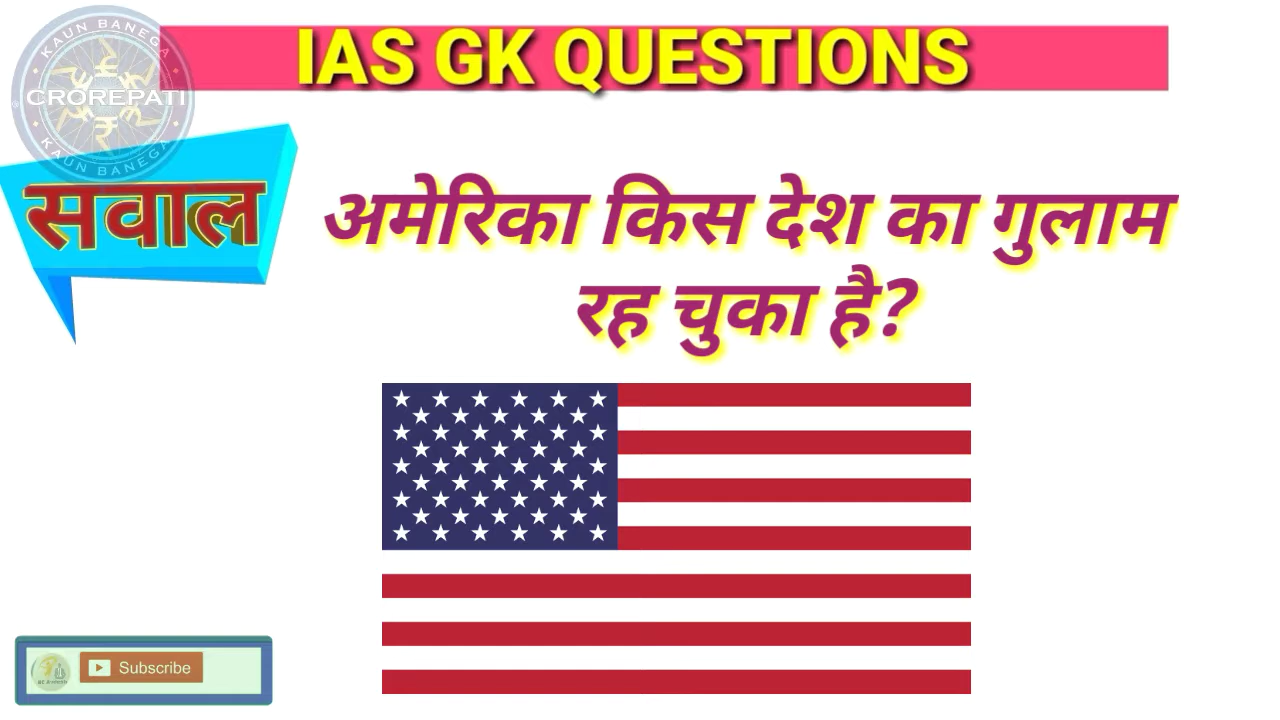 IAS GK QUESTIONS
KAUN BANEGA
CROREPATI
KAUN BANEGA
सवाल
अमेरिका किस देश का गुलाम
रह चुका है?
Subscribe